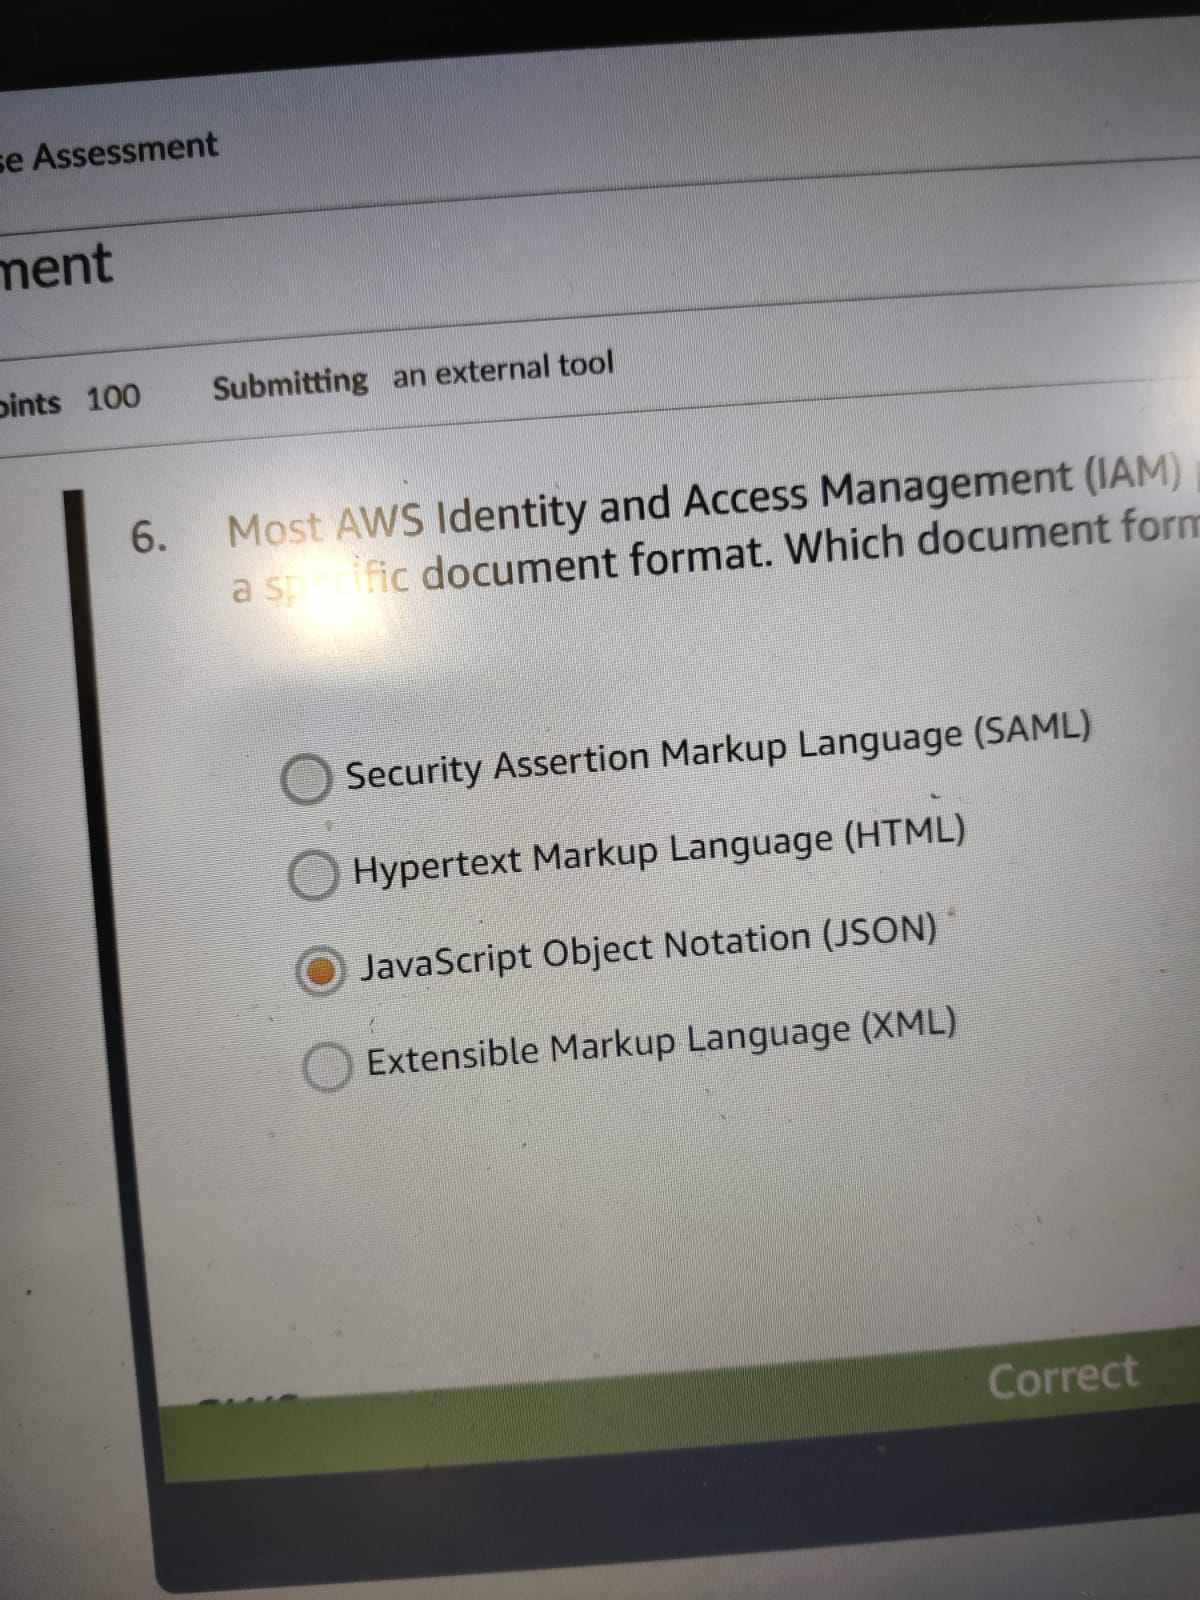 se Assessment
ment
oints 100 Submitting an external tool
6. Most AWS Identity and Access Management (IAM)
a specific document format. Which document form
Security Assertion Markup Language (SAML)
Hypertext Markup Language (HTML)
JavaScript Object Notation (JSON)
Extensible Markup Language (XML)
Correct